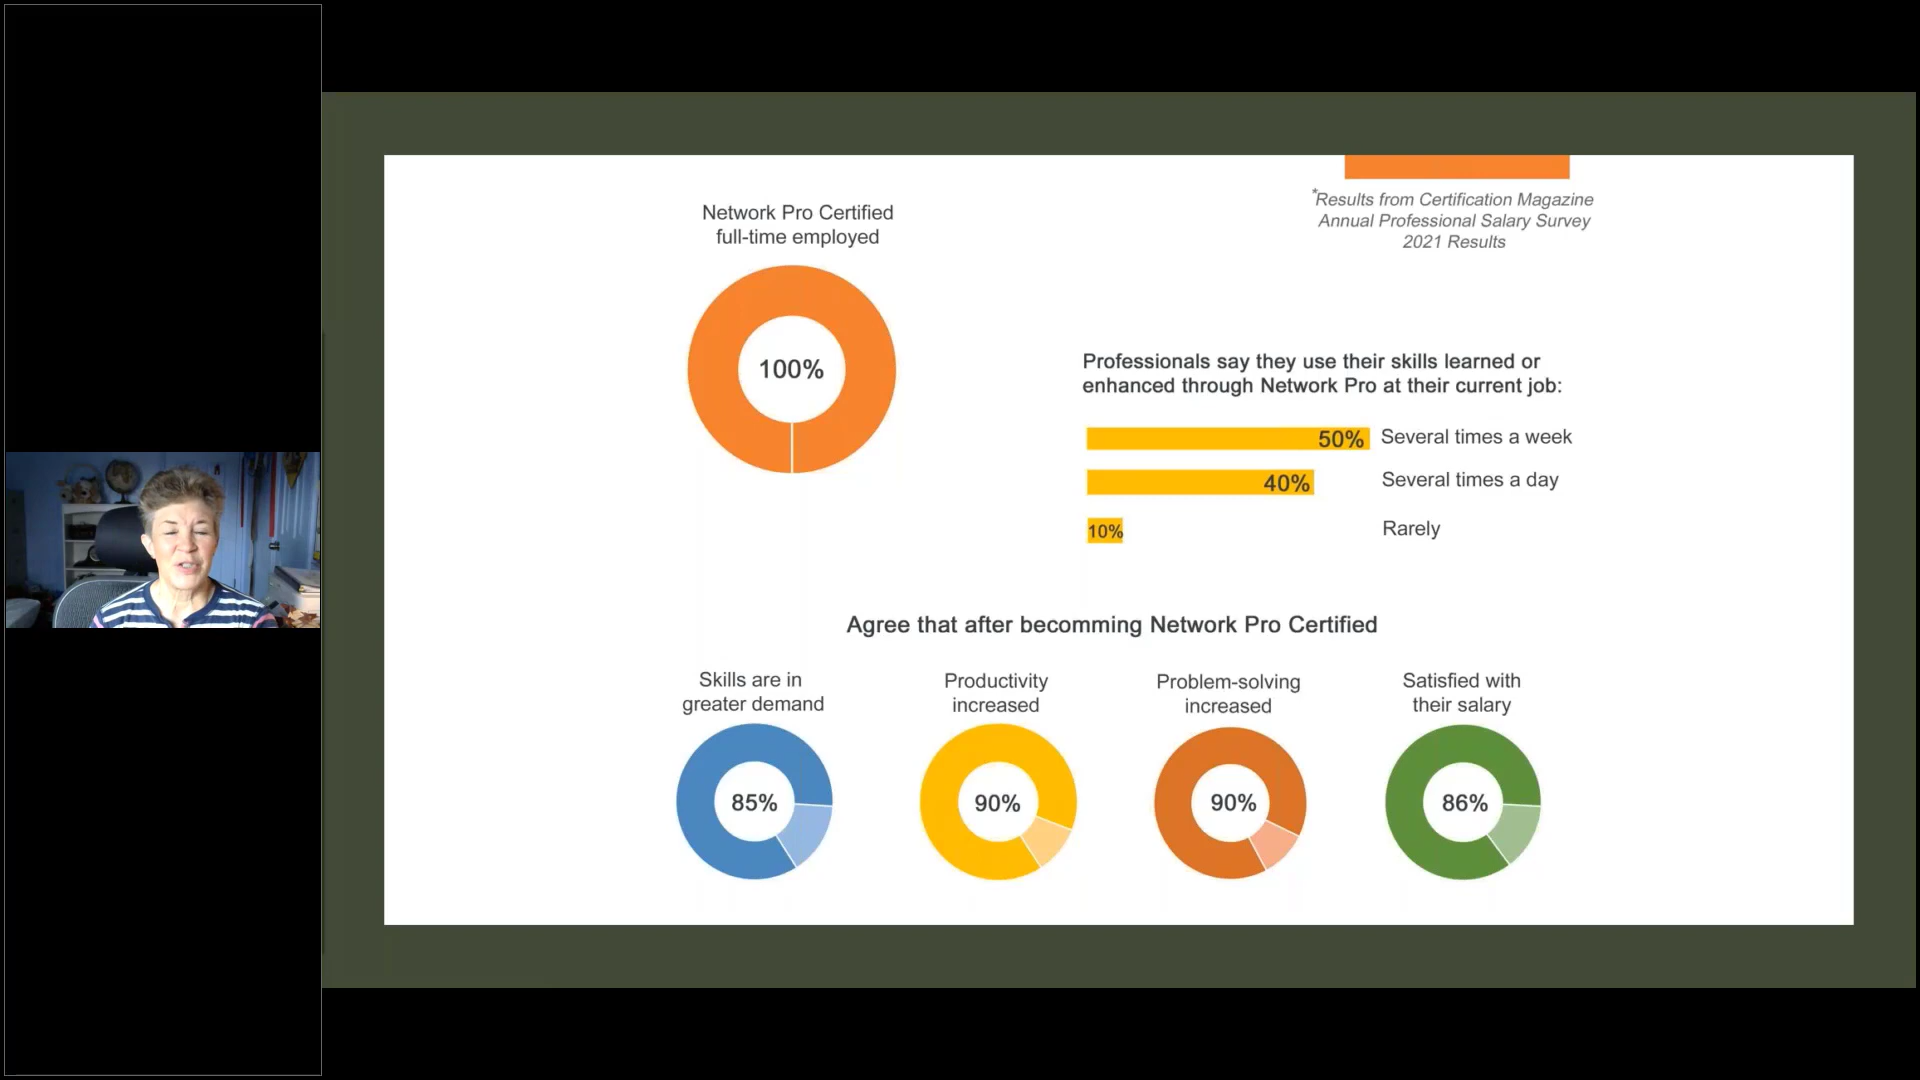 Network Pro Certified
full-time employed
100%
*Results from Certification Magazine
Annual Professional Salary Survey
2021 Results
Professionals say they use their skills learned or
enhanced through Network Pro at their current job:
50% Several times a week
40% Several times a day
10% Rarely
Agree that after becomming Network Pro Certified
Skills are in
greater demand
85%
Productivity
increased
90%
Problem-solving
increased
90%
Satisfied with
their salary
86%